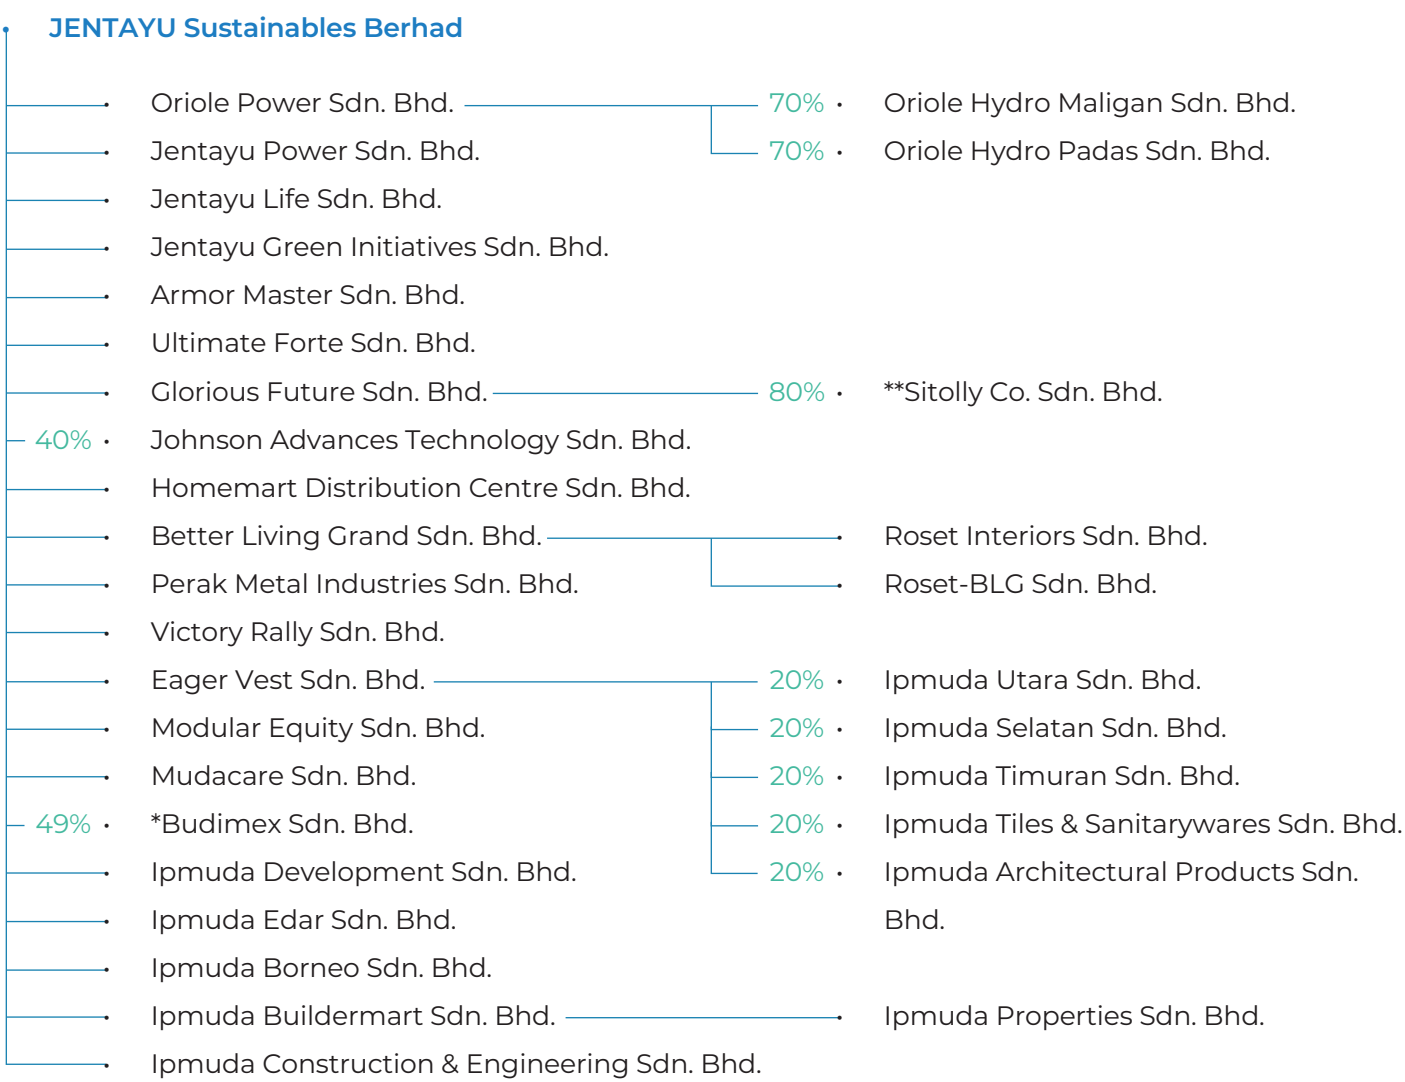 JENTAYU Sustainables Berhad
• Oriole Power Sdn. Bhd. 70% • Oriole Hydro Maligan Sdn. Bhd.
• Jentayu Power Sdn. Bhd. 70% • Oriole Hydro Padas Sdn. Bhd.
• Jentayu Life Sdn. Bhd.
• Jentayu Green Initiatives Sdn. Bhd.
• Armor Master Sdn. Bhd.
• Ultimate Forte Sdn. Bhd.
• Glorious Future Sdn. Bhd. 80% • **Sitolly Co. Sdn. Bhd.
40% • Johnson Advances Technology Sdn. Bhd.
• Homemart Distribution Centre Sdn. Bhd.
• Better Living Grand Sdn. Bhd. • Roset Interiors Sdn. Bhd.
• Perak Metal Industries Sdn. Bhd. • Roset-BLG Sdn. Bhd.
• Victory Rally Sdn. Bhd.
• Eager Vest Sdn. Bhd. 20% • Ipmuda Utara Sdn. Bhd.
• Modular Equity Sdn. Bhd. 20% • Ipmuda Selatan Sdn. Bhd.
• Mudacare Sdn. Bhd. 20% • Ipmuda Timuran Sdn. Bhd.
49% • *Budimex Sdn. Bhd. 20% • Ipmuda Tiles & Sanitarywares Sdn. Bhd.
• Ipmuda Development Sdn. Bhd. 20% • Ipmuda Architectural Products Sdn.
• Ipmuda Edar Sdn. Bhd. Bhd.
• Ipmuda Borneo Sdn. Bhd.
• Ipmuda Buildermart Sdn. Bhd. • Ipmuda Properties Sdn. Bhd.
• Ipmuda Construction & Engineering Sdn. Bhd.